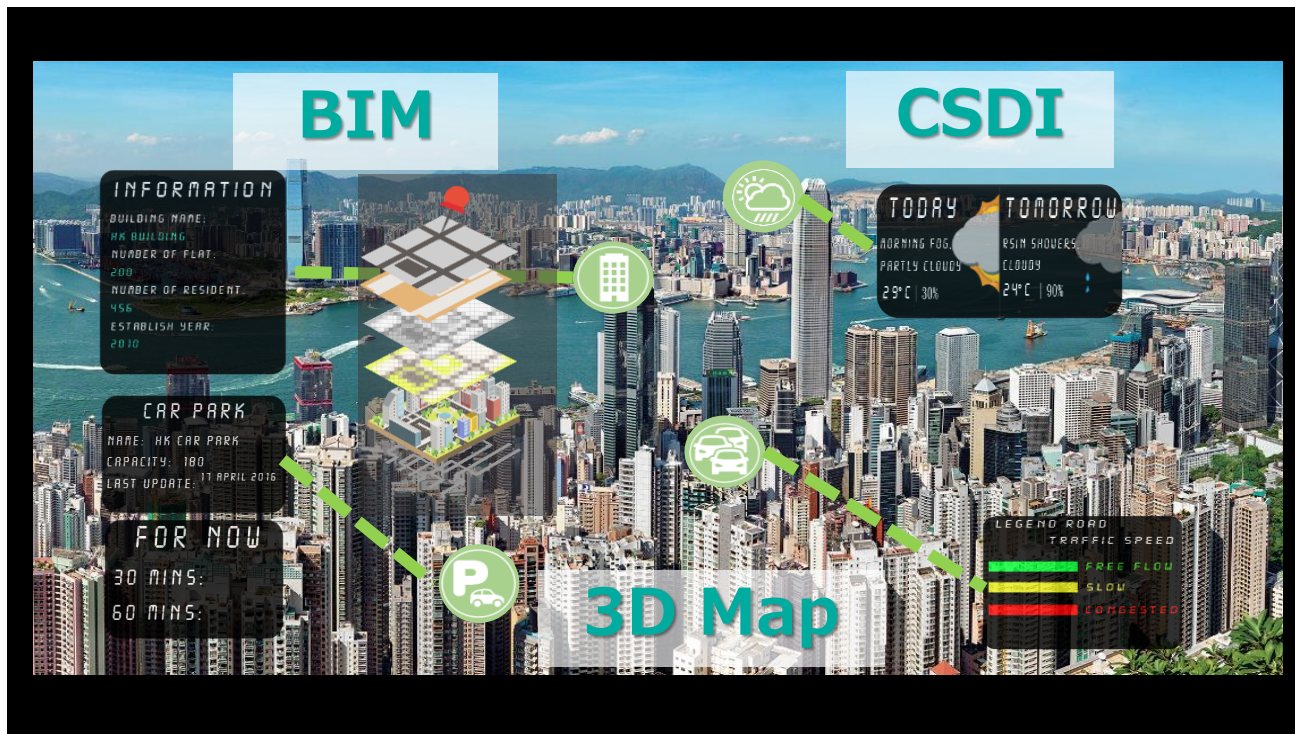 BIM
CSDI
INFORMATION
BUILDING NAME:
HK BUILDING
NUMBER OF FLAT:
200
NUMBER OF RESIDENT:
456
ESTABLISH YEAR:
2010
TODAY
MORNING FOG,
PARTLY CLOUDY
29°C | 30%
TOMORROW
RSIN SHOWERS,
CLOUDY
24°C | 90%
CAR PARK
NAME: HK CAR PARK
CAPACITY: 180
LAST UPDATE: 17 APRIL 2016
FOR NOW
30 MINS:
60 MINS:
P
3D Map
LEGEND ROAD
TRAFFIC SPEED
FREE FLOW
SLOW
CONGESTED